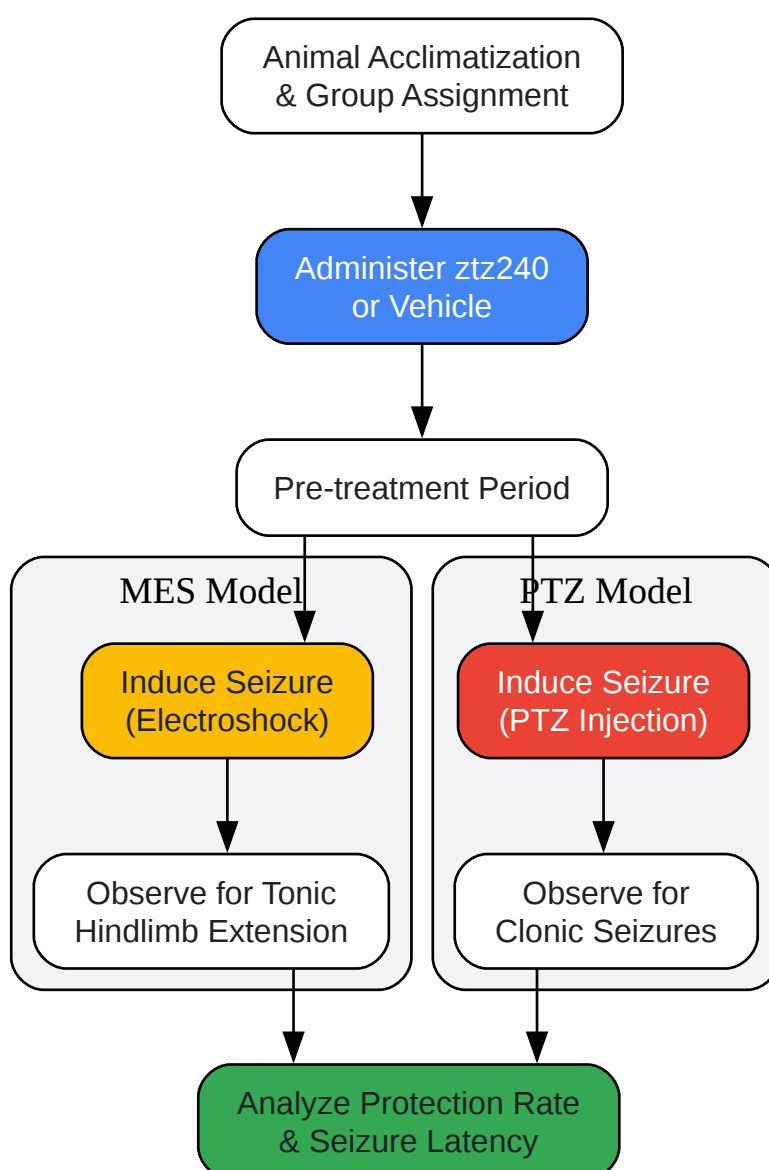 Animal Acclimatization
& Group Assignment
Administer ztz240
or Vehicle
Pre-treatment Period
MES Model
Induce Seizure
(Electroshock)
Observe for Tonic
Hindlimb Extension
PTZ Model
Induce Seizure
(PTZ Injection)
Observe for
Clonic Seizures
Analyze Protection Rate
& Seizure Latency